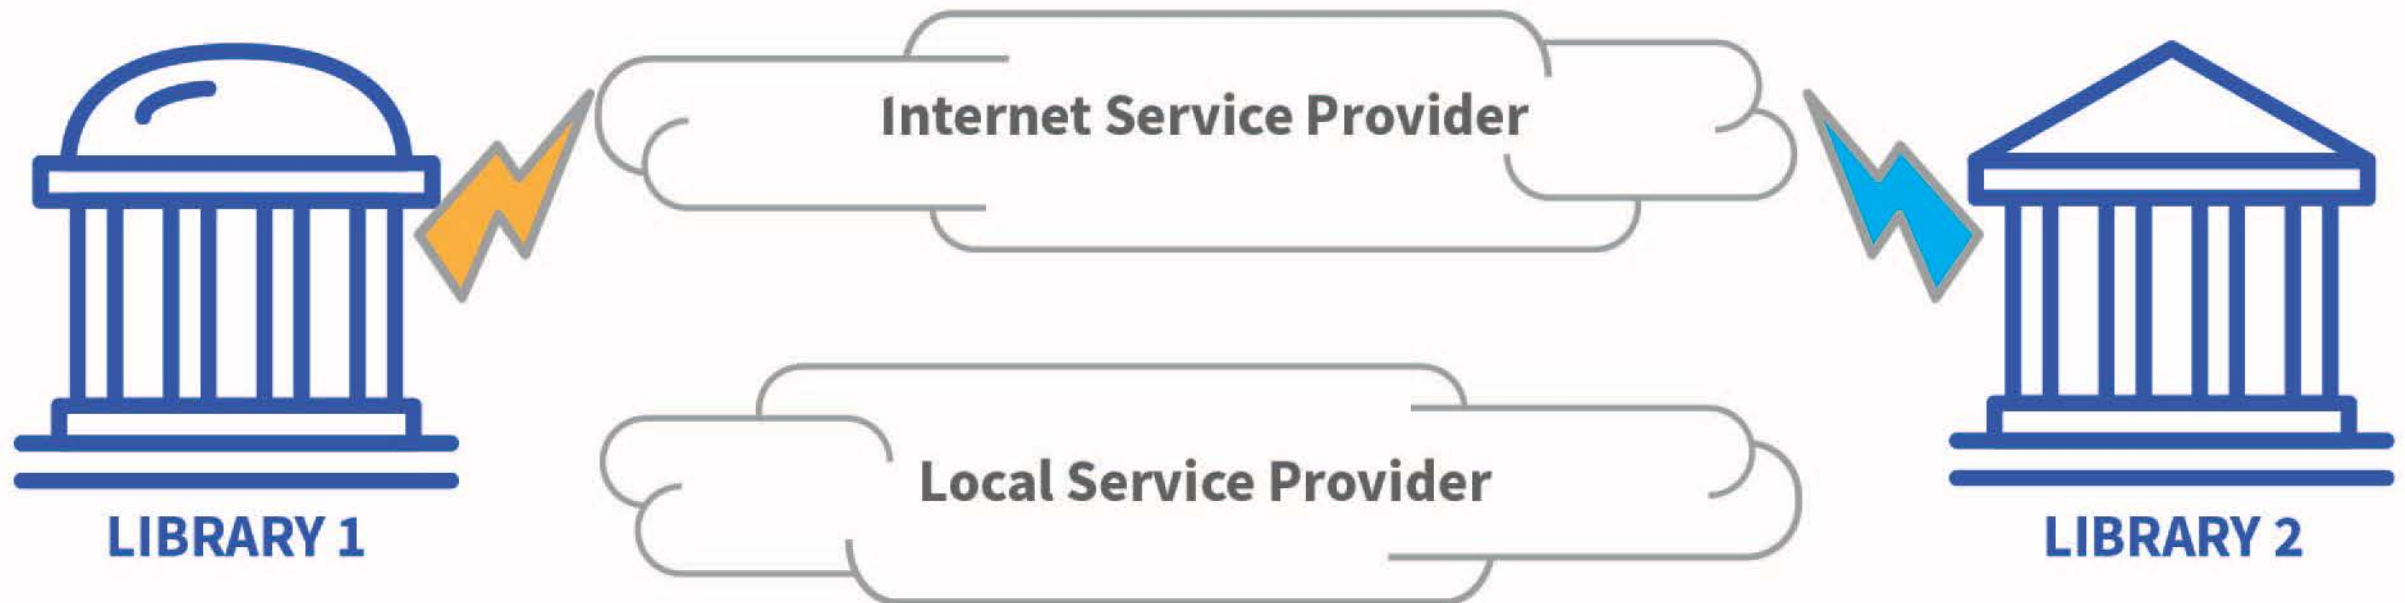 Internet Service Provider
Local Service Provider
LIBRARY 1
LIBRARY 2